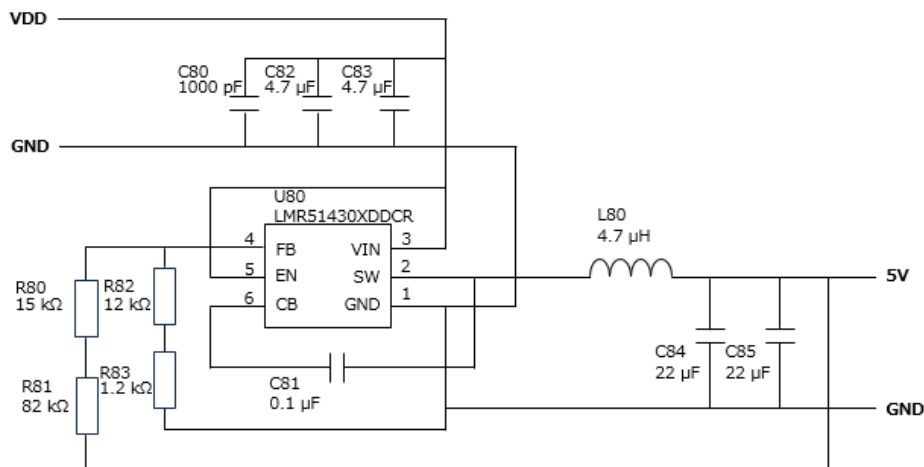 VDD
C80
1000 pF
C82
4.7 µF
C83
4.7 µF
GND
U80
LMR51430XDDCR
4
FB
VIN
3
5
EN
SW
2
6
CB
GND
1
L80
4.7 µH
5V
R80
15 kΩ
R82
12 kΩ
R81
82 kΩ
R83
1.2 kΩ
C81
0.1 µF
C84
22 µF
C85
22 µF
GND